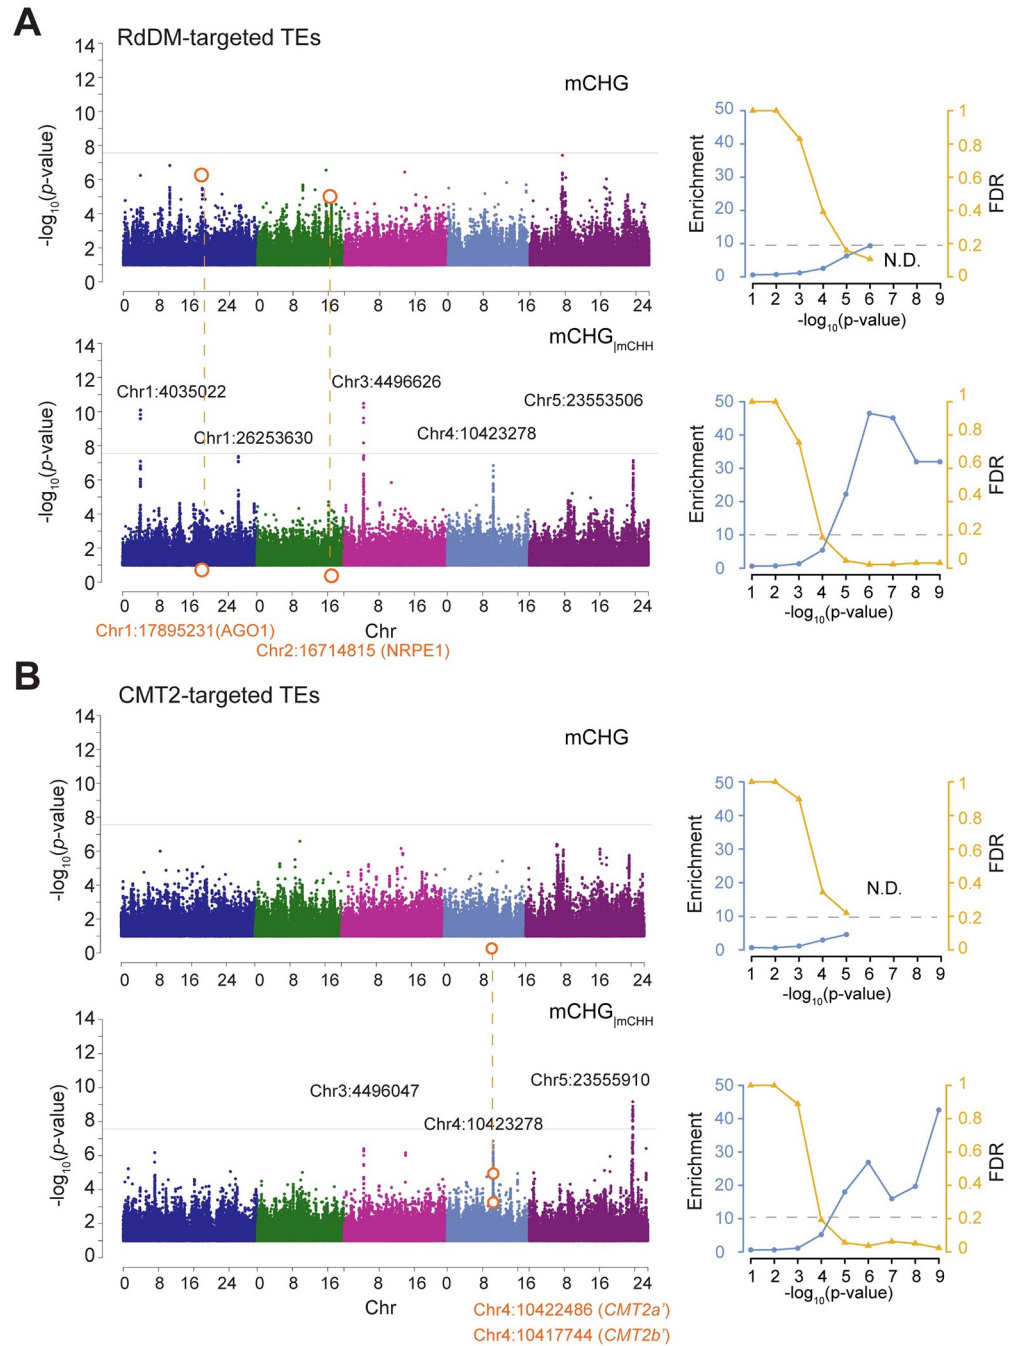 A
RdDM-targeted TEs
mCHG
-log10(p-value)
14
12
10
8
6
4
2
0
0 8 16 24 0 8 16 0 8 16 0 8 16 0 8 16 24
Enrichment
50
40
30
20
10
0
1
0.8
0.6
0.4
0.2
0
FDR
N.D.
1 2 3 4 5 6 7 8 9
-log10(p-value)
mCHG|mCHH
-log10(p-value)
14
12
10
8
6
4
2
0
Chr1:4035022
Chr1:26253630
Chr3:4496626
Chr4:10423278
Chr5:23553506
0 8 16 24 0 8 16 0 8 16 0 8 16 0 8 16 24
Chr
Chr1:17895231(AGO1)
Chr2:16714815 (NRPE1)
Enrichment
50
40
30
20
10
0
1
0.8
0.6
0.4
0.2
0
FDR
1 2 3 4 5 6 7 8 9
-log10(p-value)
B
CMT2-targeted TEs
mCHG
-log10(p-value)
14
12
10
8
6
4
2
0
0 8 16 24 0 8 16 0 8 16 0 8 16 0 8 16 24
Enrichment
50
40
30
20
10
0
1
0.8
0.6
0.4
0.2
0
FDR
N.D.
1 2 3 4 5 6 7 8 9
-log10(p-value)
mCHG|mCHH
-log10(p-value)
14
12
10
8
6
4
2
0
Chr3:4496047
Chr4:10423278
Chr5:23555910
0 8 16 24 0 8 16 0 8 16 0 8 16 0 8 16 24
Chr
Chr4:10422486 (CMT2a’)
Chr4:10417744 (CMT2b’)
Enrichment
50
40
30
20
10
0
1
0.8
0.6
0.4
0.2
0
FDR
1 2 3 4 5 6 7 8 9
-log10(p-value)